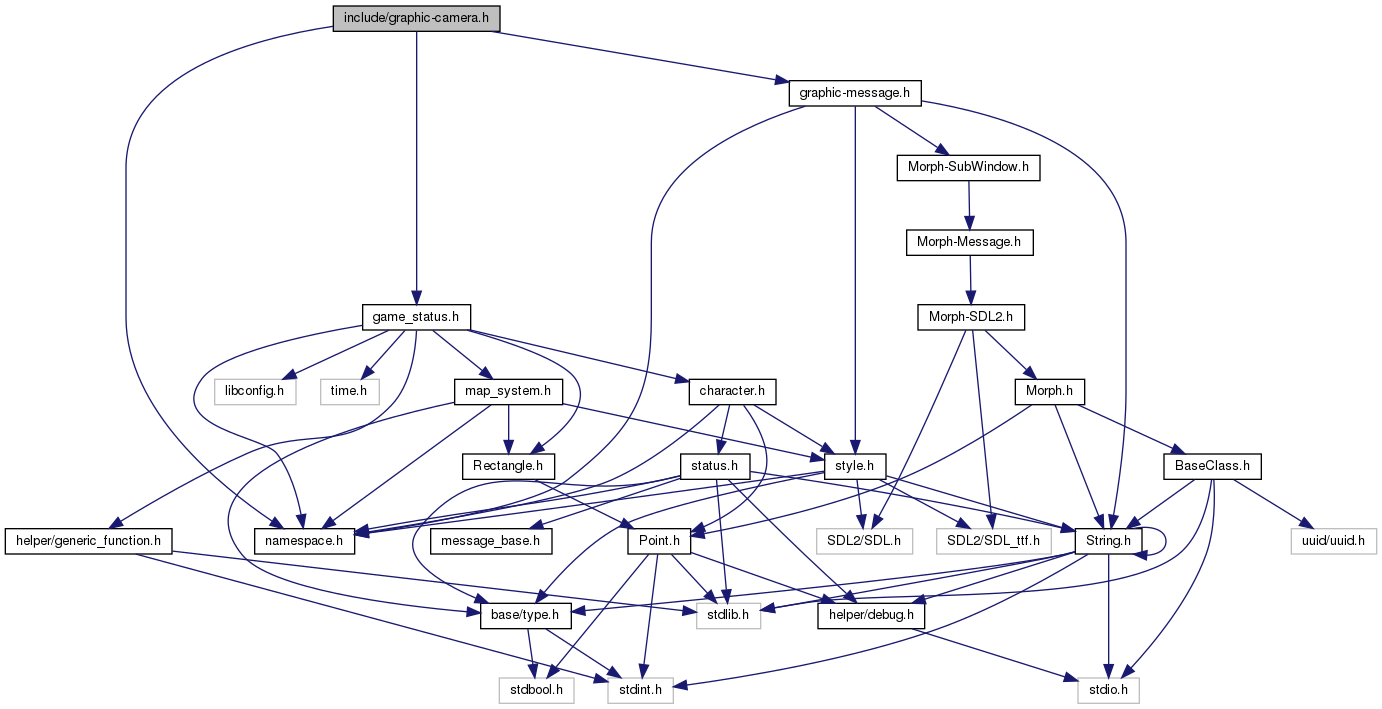 include/graphic-camera.h
graphic-message.h
Morph-SubWindow.h
Morph-Message.h
game_status.h
Morph-SDL2.h
libconfig.h
time.h
map_system.h
character.h
Morph.h
Rectangle.h
status.h
style.h
BaseClass.h
helper/generic_function.h
namespace.h
message_base.h
Point.h
SDL2/SDL.h
SDL2/SDL_ttf.h
String.h
uuid/uuid.h
base/type.h
stdlib.h
helper/debug.h
stdbool.h
stdint.h
stdio.h